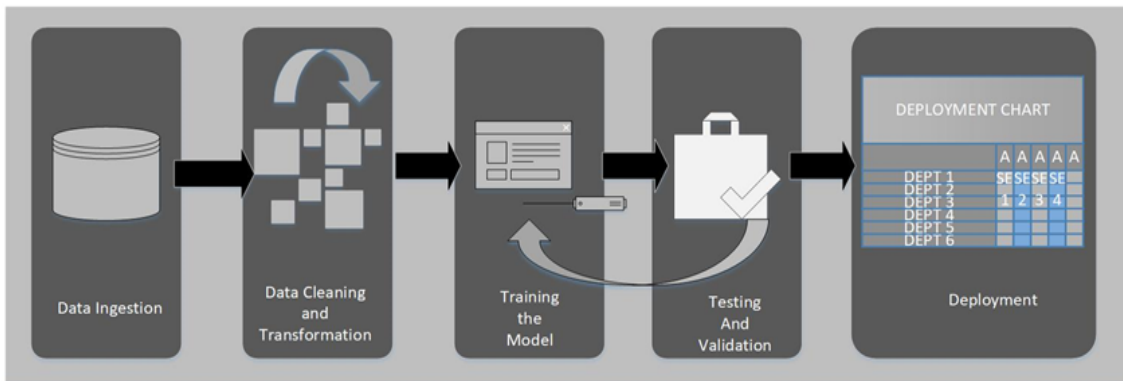 Data Ingestion
Data Cleaning
and
Transformation
Training
the
Model
Testing
And
Validation
DEPLOYMENT CHART
A A A A A
DEPT 1 SE SE SE SE
DEPT 2
DEPT 3 1 2 3 4
DEPT 4
DEPT 5
DEPT 6
Deployment